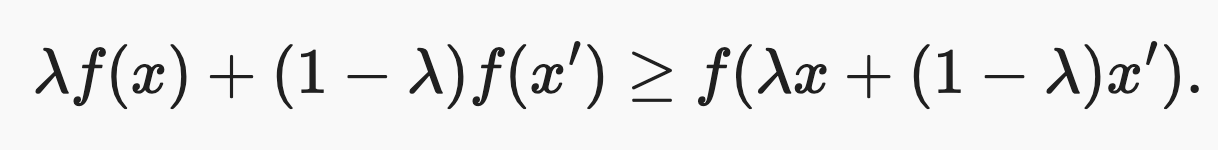 λf(x) + (1 − λ)f(x′) ≥ f(λx + (1 − λ)x′).